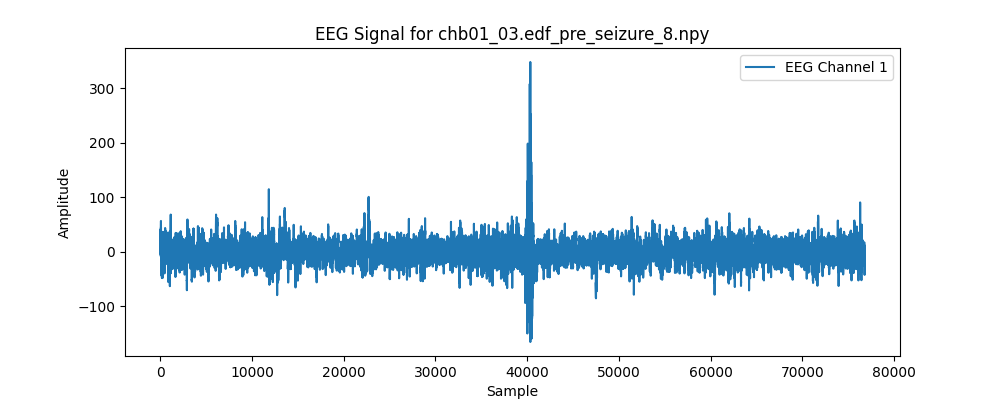 EEG Signal for chb01_03.edf_pre_seizure_8.npy
EEG Channel 1
Amplitude
300
200
100
0
−100
0 10000 20000 30000 40000 50000 60000 70000 80000
Sample